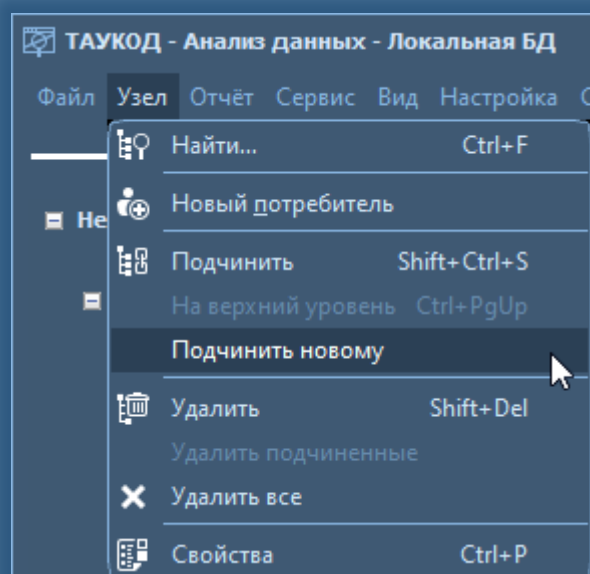 ТАУКОД - Анализ данных - Локальная БД
Файл Узел Отчёт Сервис Вид Настройка
Найти... Ctrl+F
Новый потребитель
Не
Подчинить Shift+Ctrl+S
На верхний уровень Ctrl+PgUp
Подчинить новому
Удалить Shift+Del
Удалить подчиненные
Удалить все
Свойства Ctrl+P